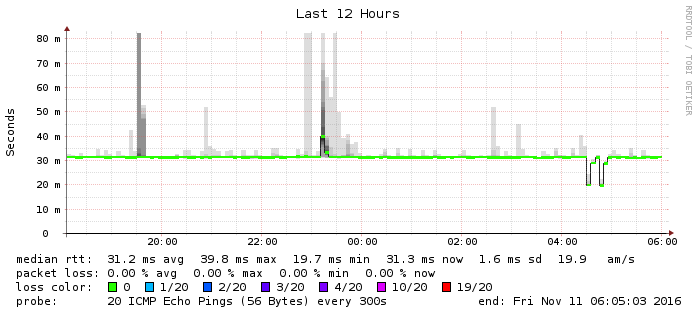 Last 12 Hours
RRDTOOL / TOBI OETIKER
Seconds
80 m
70 m
60 m
50 m
40 m
30 m
20 m
10 m
0
20:00 22:00 00:00 02:00 04:00 06:00
median rtt: 31.2 ms avg 39.8 ms max 19.7 ms min 31.3 ms now 1.6 ms sd 19.9 am/s
packet loss: 0.00 % avg 0.00 % max 0.00 % min 0.00 % now
loss color: 0 1/20 2/20 3/20 4/20 10/20 19/20
probe: 20 ICMP Echo Pings (56 Bytes) every 300s end: Fri Nov 11 06:05:03 2016